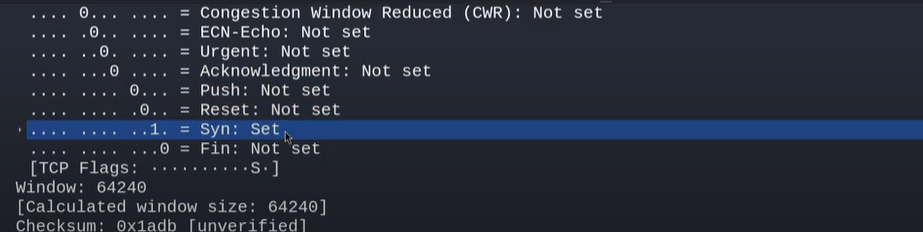 .... 0... .... = Congestion Window Reduced (CWR): Not set
.... .0.. .... = ECN-Echo: Not set
.... ..0. .... = Urgent: Not set
.... ...0 .... = Acknowledgment: Not set
.... .... 0... = Push: Not set
.... .... .0.. = Reset: Not set
.... .... ..1. = Syn: Set
.... .... ...0 = Fin: Not set
[TCP Flags: ··········S·]
Window: 64240
[Calculated window size: 64240]
Checksum: 0x1adb [unverified]